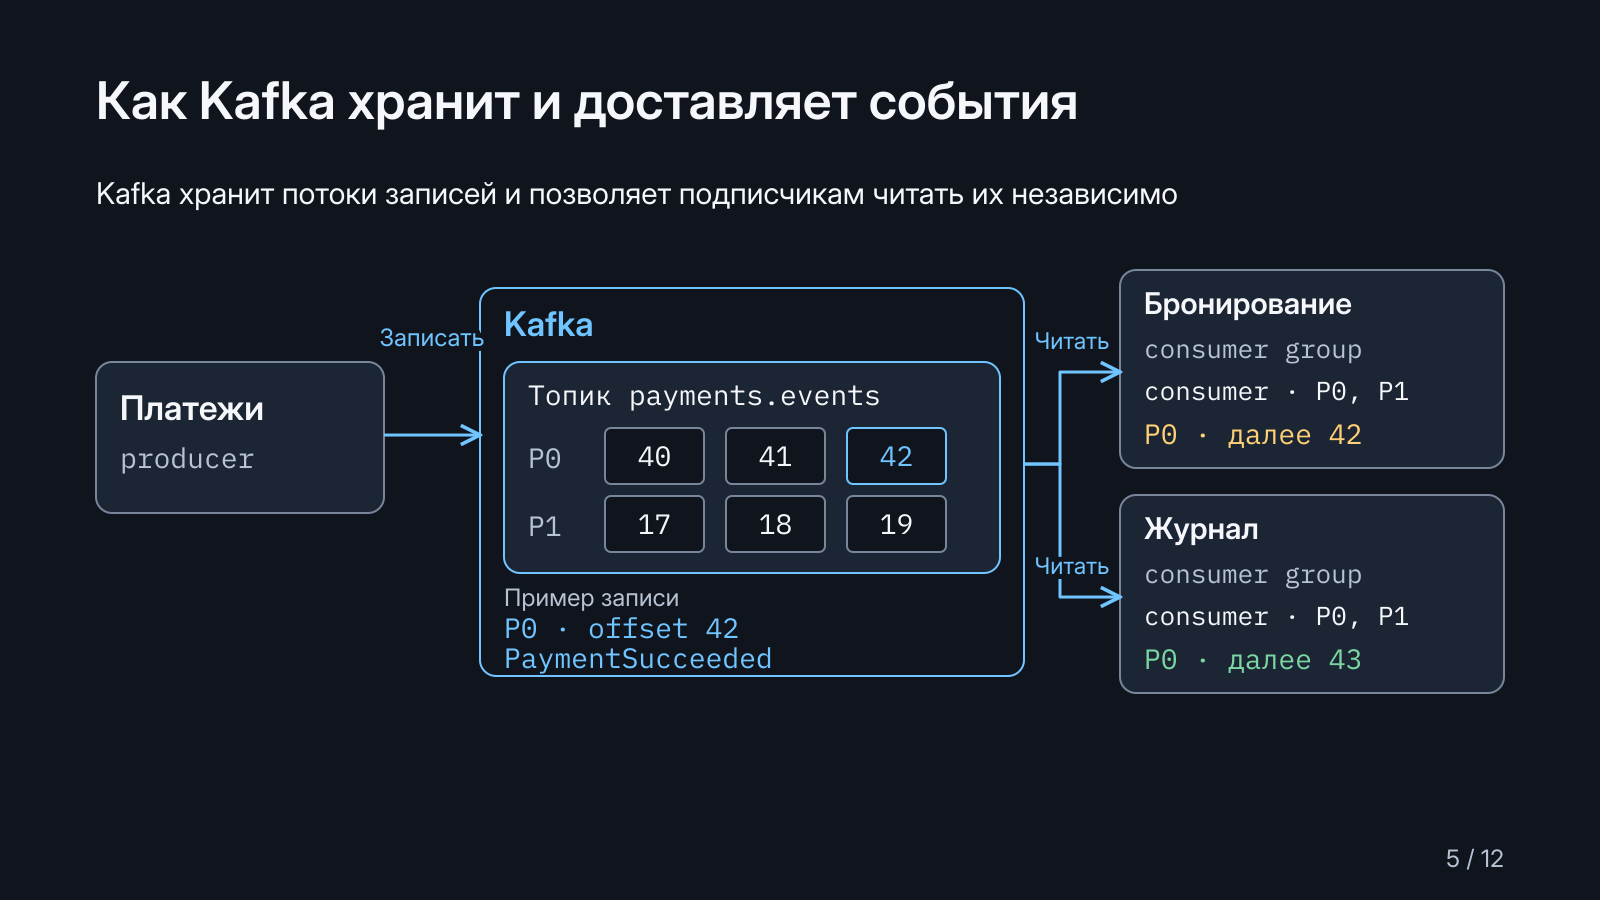 Как Kafka хранит и доставляет события
Kafka хранит потоки записей и позволяет подписчикам читать их независимо
Платежи
producer
Записать
Kafka
Топик payments.events
P0 40 41 42
P1 17 18 19
Пример записи
P0 · offset 42
PaymentSucceeded
Читать
Бронирование
consumer group
consumer · P0, P1
P0 · далее 42
Читать
Журнал
consumer group
consumer · P0, P1
P0 · далее 43
5 / 12